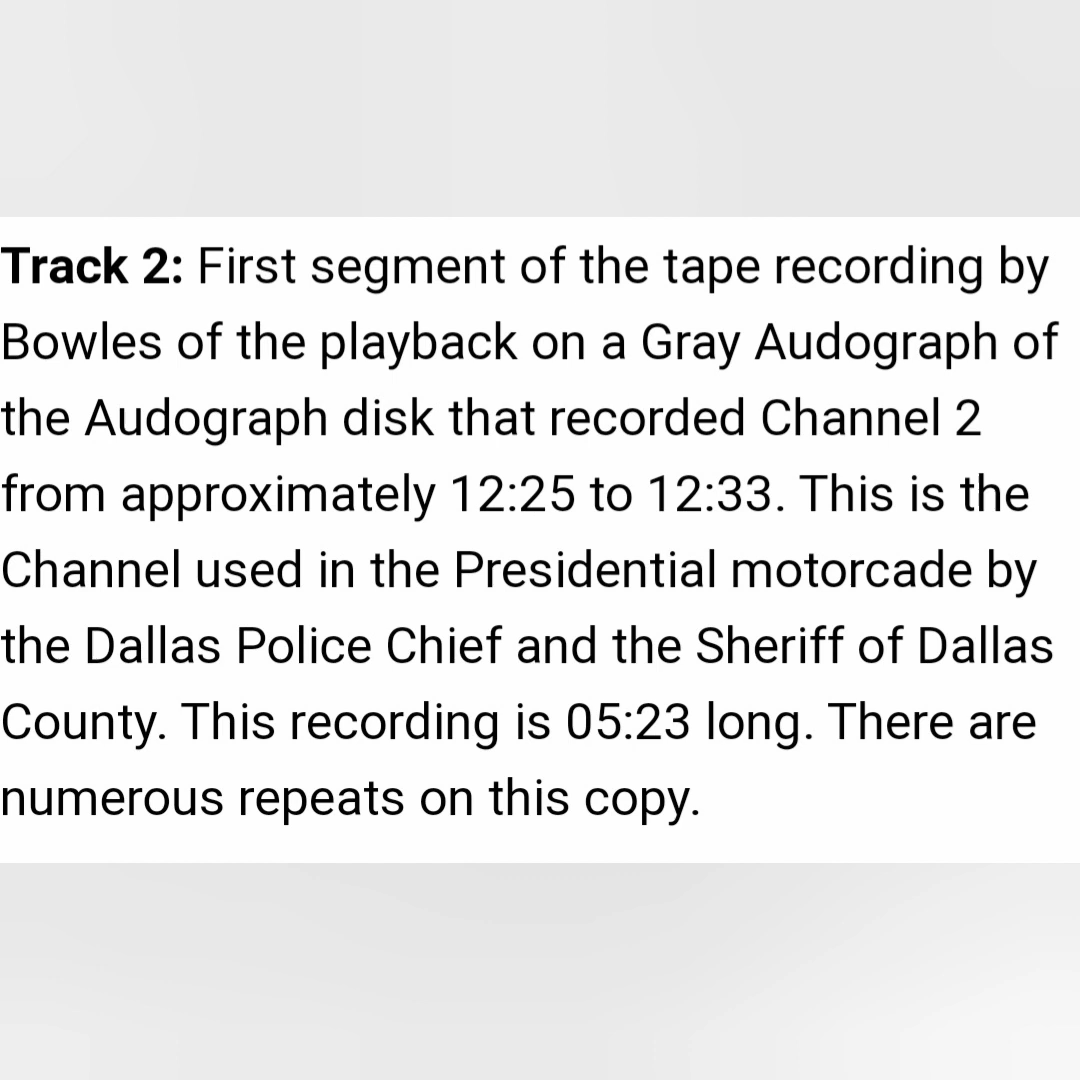 Track 2: First segment of the tape recording by
Bowles of the playback on a Gray Audograph of
the Audograph disk that recorded Channel 2
from approximately 12:25 to 12:33. This is the
Channel used in the Presidential motorcade by
the Dallas Police Chief and the Sheriff of Dallas
County. This recording is 05:23 long. There are
numerous repeats on this copy.